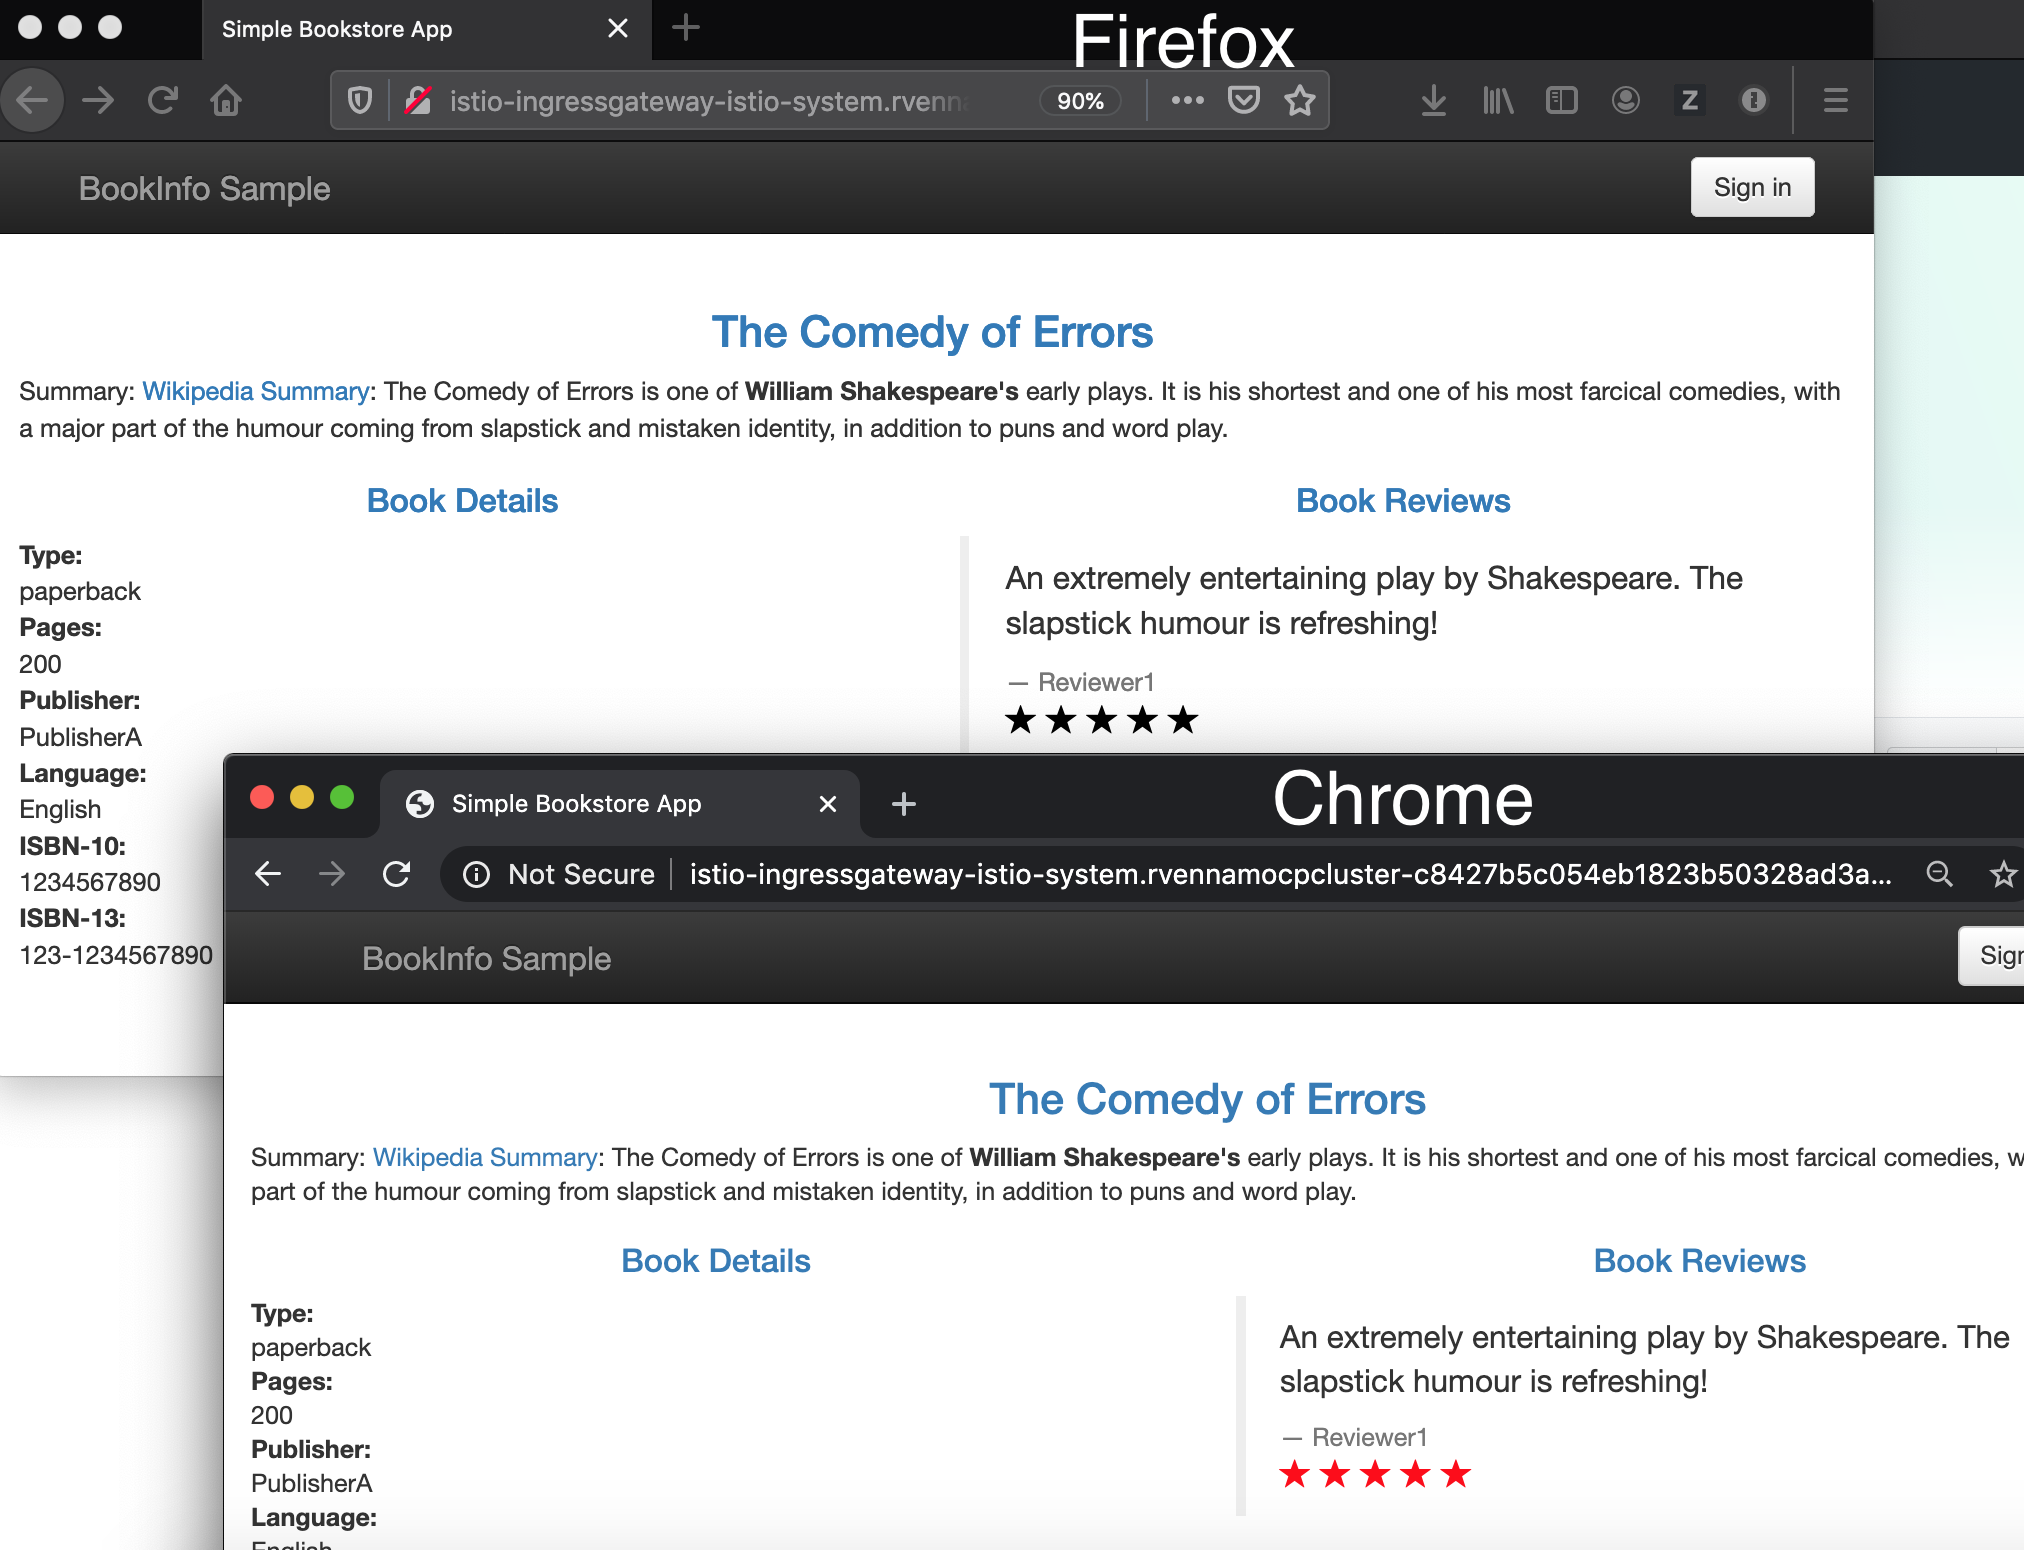 Simple Bookstore App
Firefox
istio-ingressgateway-istio-system.rvenna
90%
Z
BookInfo Sample
Sign in
The Comedy of Errors
Summary: Wikipedia Summary: The Comedy of Errors is one of William Shakespeare's early plays. It is his shortest and one of his most farcical comedies, with
a major part of the humour coming from slapstick and mistaken identity, in addition to puns and word play.
Book Details
Type:
paperback
Pages:
200
Publisher:
PublisherA
Language:
English
ISBN-10:
1234567890
ISBN-13:
123-1234567890
Book Reviews
An extremely entertaining play by Shakespeare. The
slapstick humour is refreshing!
— Reviewer1
Simple Bookstore App
Chrome
Not Secure
istio-ingressgateway-istio-system.rvennamocpcluster-c8427b5c054eb1823b50328ad3a...
BookInfo Sample
Sign
The Comedy of Errors
Summary: Wikipedia Summary: The Comedy of Errors is one of William Shakespeare's early plays. It is his shortest and one of his most farcical comedies, w
part of the humour coming from slapstick and mistaken identity, in addition to puns and word play.
Book Details
Type:
paperback
Pages:
200
Publisher:
PublisherA
Language:
English
Book Reviews
An extremely entertaining play by Shakespeare. The
slapstick humour is refreshing!
— Reviewer1